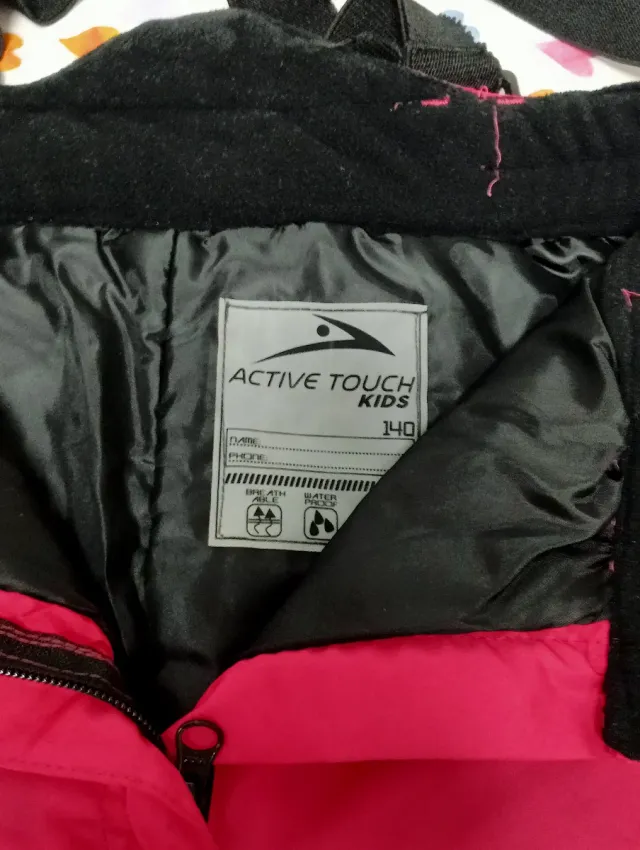 ACTIVE TOUCH
KIDS
140
NAME:
PHONE:
BREATH
ABLE
WATER
PROOF